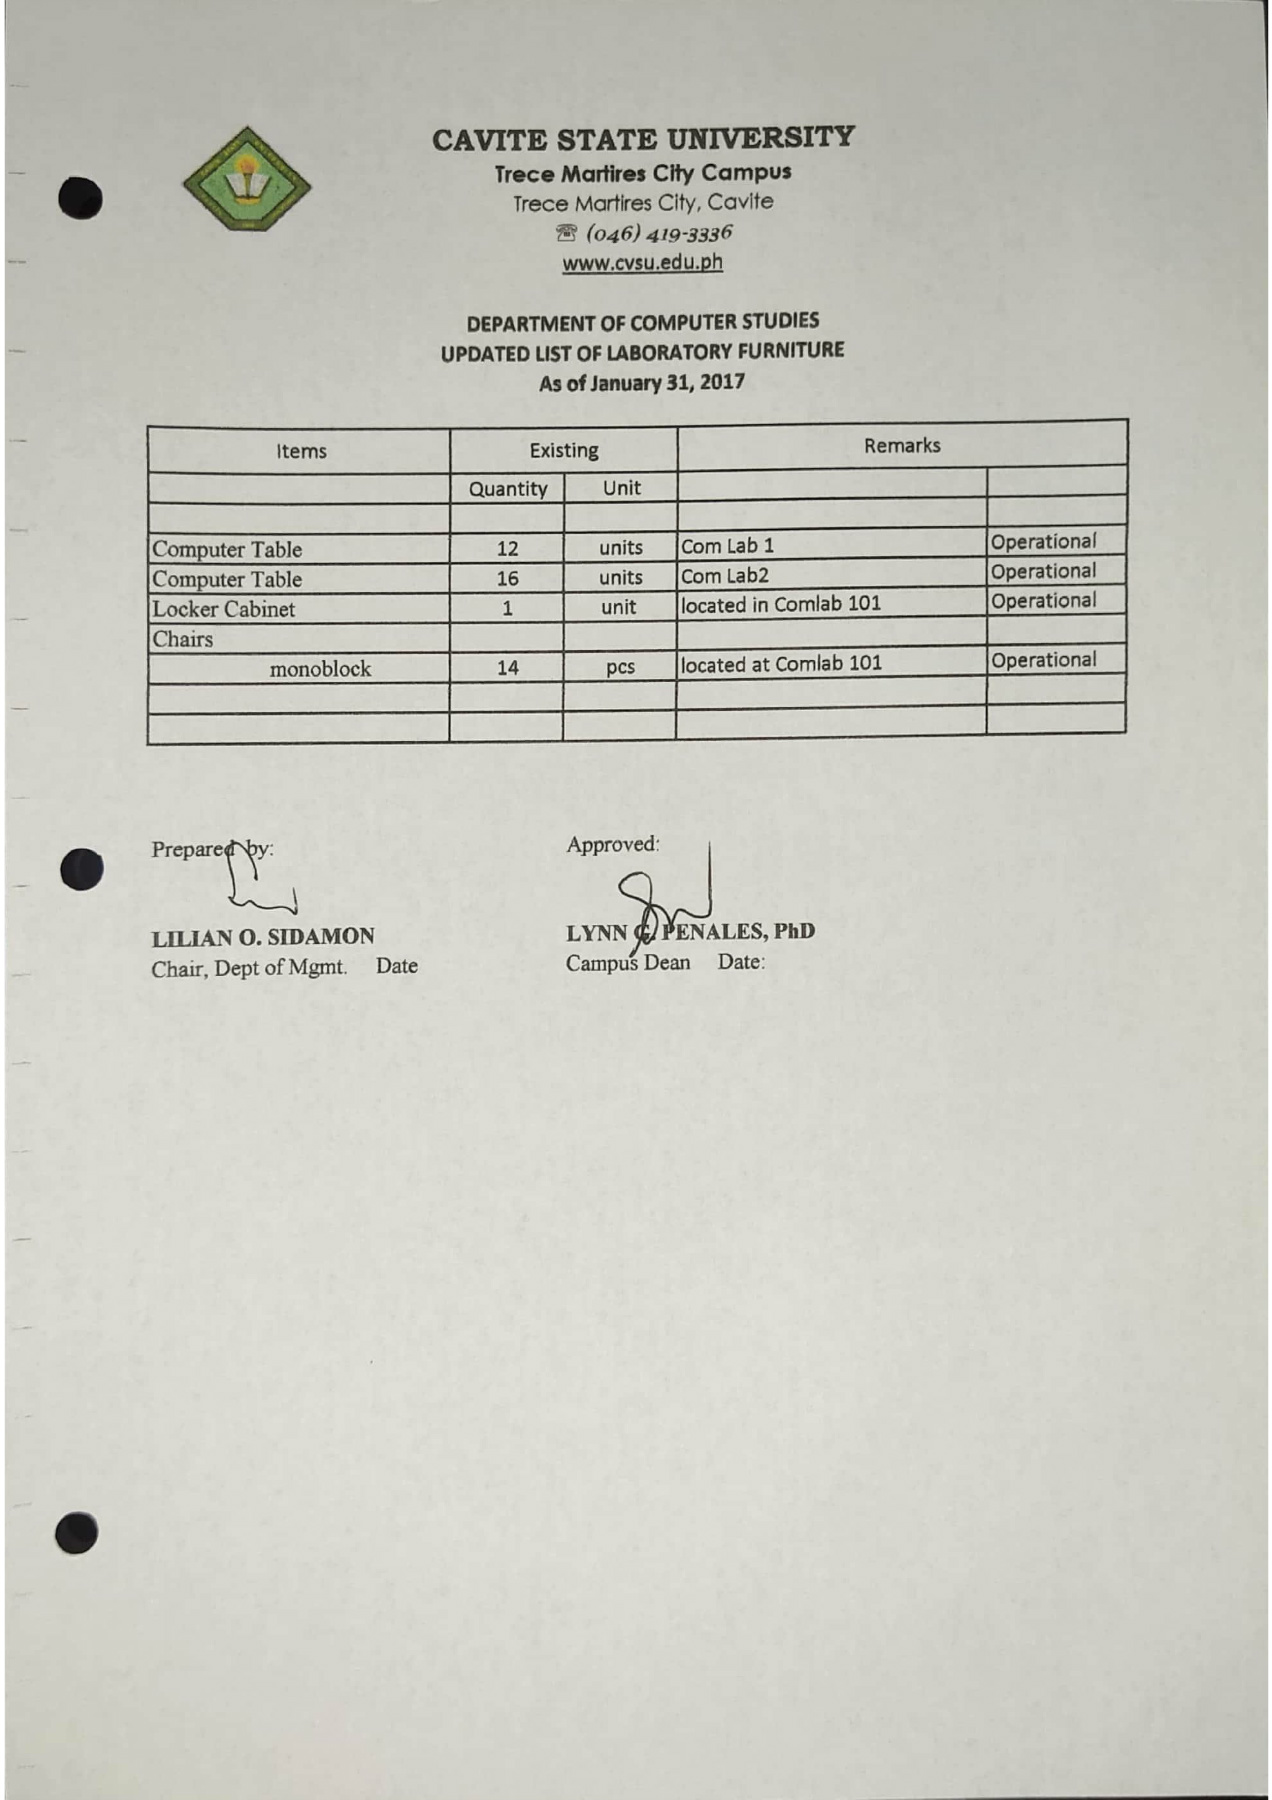 CAVITE STATE UNIVERSITY
Trece Martires City Campus
Trece Martires City, Cavite
☏ (046) 419-3336
www.cvsu.edu.ph
DEPARTMENT OF COMPUTER STUDIES
UPDATED LIST OF LABORATORY FURNITURE
As of January 31, 2017
Items Existing Remarks
Quantity Unit
Computer Table 12 units Com Lab 1 Operational
Computer Table 16 units Com Lab2 Operational
Locker Cabinet 1 unit located in Comlab 101 Operational
Chairs
monoblock 14 pcs located at Comlab 101 Operational
Prepared by: Approved:
LILIAN O. SIDAMON LYNN PENALES, PhD
Chair, Dept of Mgmt. Date Campus Dean Date: